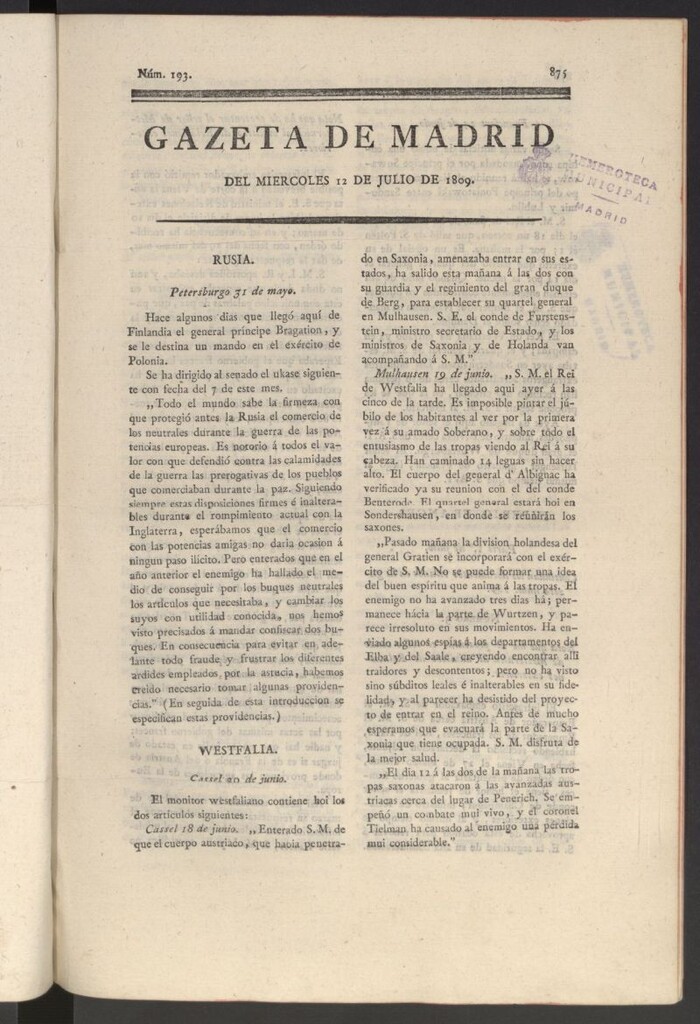 Núm. 193.
875
GAZETA DE MADRID
DEL MIERCOLES 12 DE JULIO DE 1809.
HEMEROTECA
MUNICIPAL
MADRID
RUSIA.
Petersburgo 31 de mayo.
Hace algunos dias que llegó aquí de
Finlandia el general príncipe Bragation, y
se le destina un mando en el exército de
Polonia.
Se ha dirigido al senado el ukase siguien-
te con fecha del 7 de este mes.
„Todo el mundo sabe la firmeza con
que protegió antes la Rusia el comercio de
los neutrales durante la guerra de las po-
tencias europeas. Es notorio á todos el va-
lor con que defendió contra las calamidades
de la guerra las prerogativas de los pueblos
que comerciaban durante la paz. Siguiendo
siempre estas disposiciones firmes é inaltera-
bles durante el rompimiento actual con la
Inglaterra, esperábamos que el comercio
con las potencias amigas no daria ocasion á
ningun paso ilícito. Pero enterados que en el
año anterior el enemigo ha hallado el me-
dio de conseguir por los buques neutrales
los artículos que necesitaba, y cambiar los
suyos con utilidad conocida, nos hemos
visto precisados á mandar confiscar dos bu-
ques. En consecuencia para evitar en ade-
lante todo fraude y frustrar los diferentes
ardides empleados por la astucia, habemos
creido necesario tomar algunas providen-
cias." (En seguida de esta introduccion se
especifican estas providencias.)
WESTFALIA.
Cassel 20 de junio.
El monitor westfaliano contiene hoi los
dos artículos siguientes:
Cassel 18 de junio. „Enterado S. M. de
que el cuerpo austriaco, que habia penetra-
do en Saxonia, amenazaba entrar en sus es-
tados, ha salido esta mañana á las dos con
su guardia y el regimiento del gran duque
de Berg, para establecer su quartel general
en Mulhausen. S. E. el conde de Furstens-
tein, ministro secretario de Estado, y los
ministros de Saxonia y de Holanda van
acompañando á S. M."
Mulhausen 19 de junio. „S. M. el Rei
de Westfalia ha llegado aqui ayer á las
cinco de la tarde. Es imposible pintar el jú-
bilo de los habitantes al ver por la primera
vez á su amado Soberano, y sobre todo el
entusiasmo de las tropas viendo al Rei á su
cabeza. Han caminado 14 leguas sin hacer
alto. El cuerpo del general d' Albignac ha
verificado ya su reunion con el del conde
Benterode. El quartel general estará hoi en
Sondershausen, en donde se reunirán los
saxones.
„Pasado mañana la division holandesa del
general Gratien se incorporará con el exér-
cito de S. M. No se puede formar una idea
del buen espíritu que anima á las tropas. El
enemigo no ha avanzado tres dias há; per-
manece hácia la parte de Wurtzen, y pa-
rece irresoluto en sus movimientos. Ha en-
viado algunos espias á los departamentos del
Elba y del Saale, creyendo encontrar allí
traidores y descontentos; pero no ha visto
sino súbditos leales é inalterables en su fide-
lidad, y al parecer ha desistido del proyec-
to de entrar en el reino. Antes de mucho
esperamos que evacuará la parte de la Sa-
xonia que tiene ocupada. S. M. disfruta de
la mejor salud.
„El dia 12 á las dos de la mañana las tro-
pas saxonas atacaron á las avanzadas aus-
triacas cerca del lugar de Penerich. Se em-
peñó un combate mui vivo, y el coronel
Tielman ha causado al enemigo una pérdida
mui considerable."